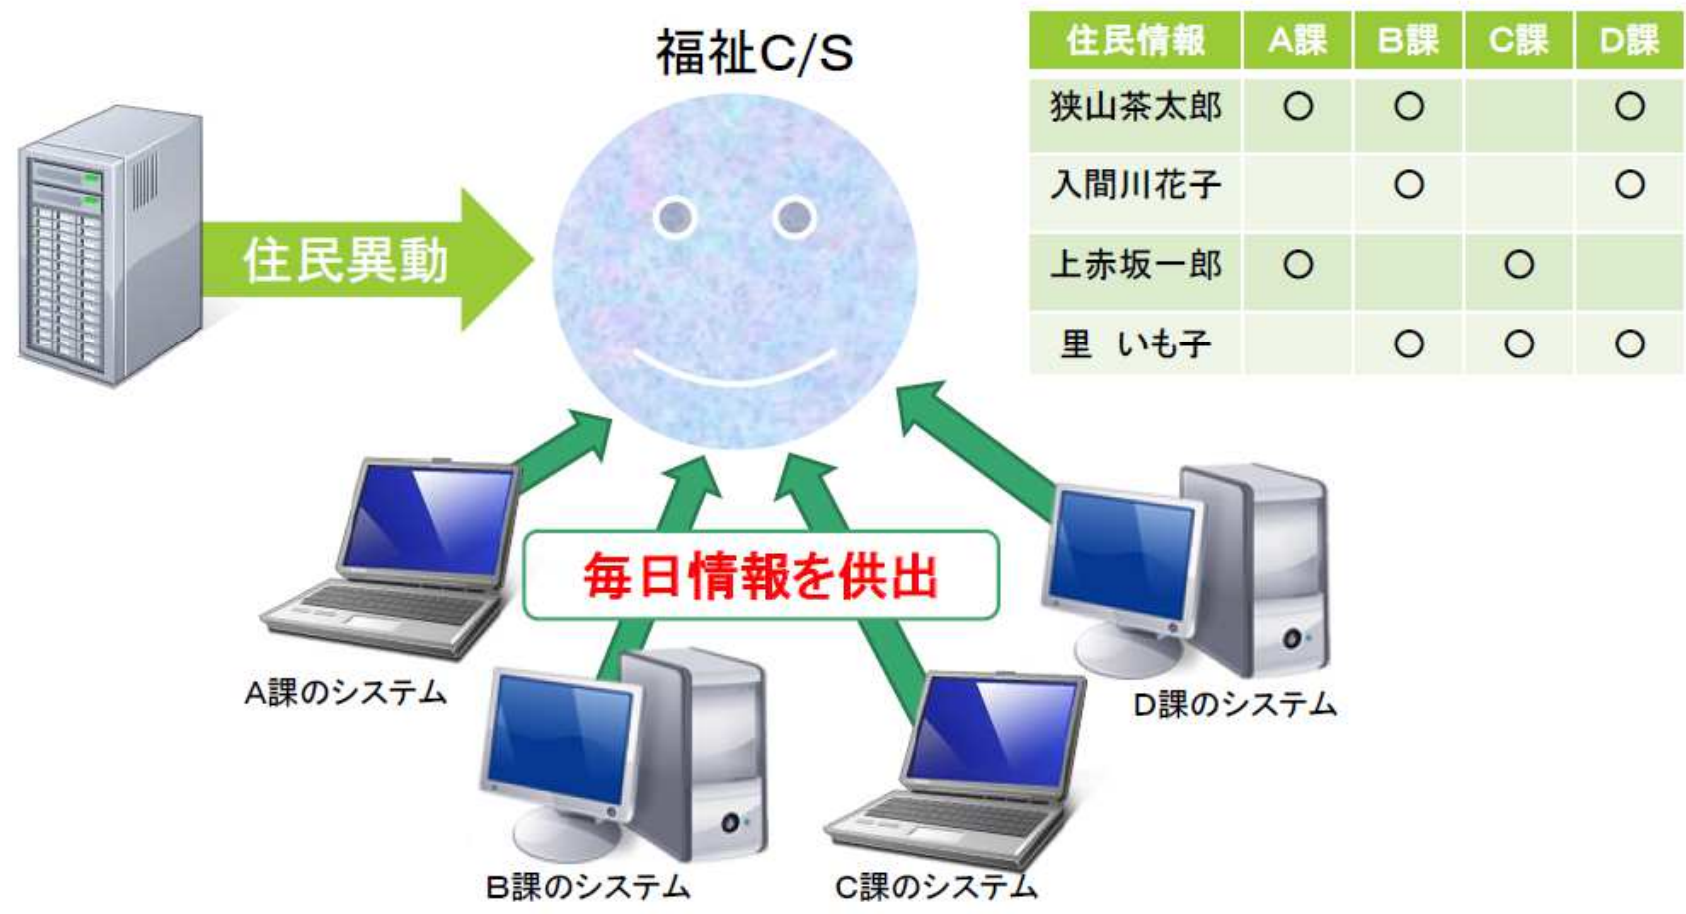 福祉C/S
住民情報 A課 B課 C課 D課
狭山茶太郎 〇 〇 〇
入間川花子 〇 〇
上赤坂一郎 〇 〇
里 いも子 〇 〇 〇
住民異動
毎日情報を供出
A課のシステム
B課のシステム
C課のシステム
D課のシステム